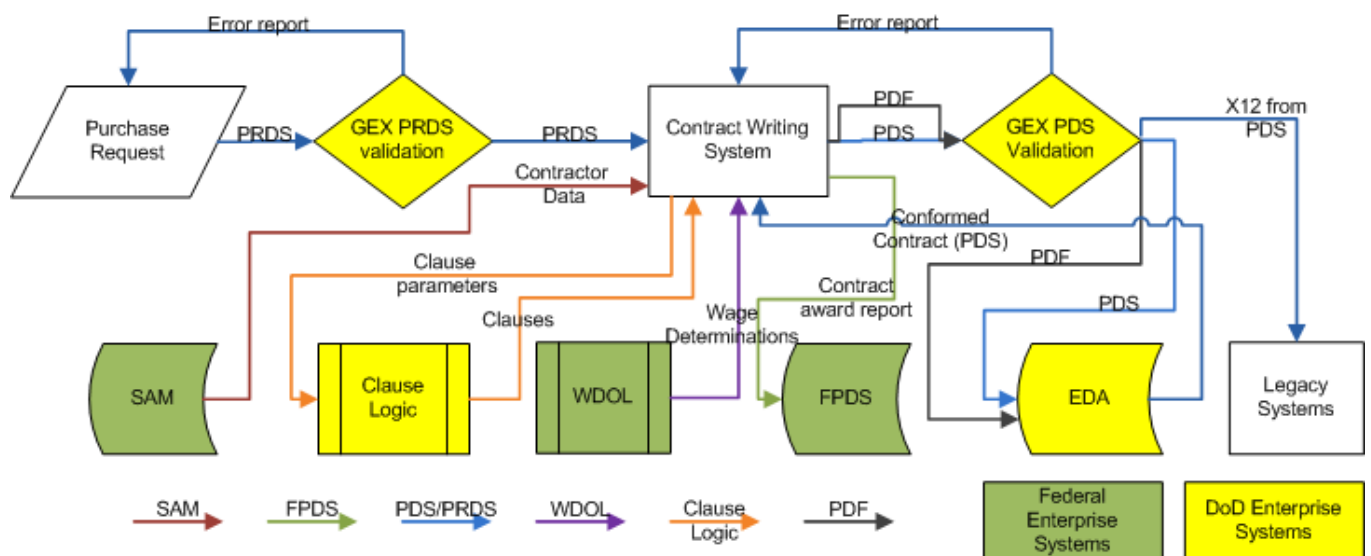 Error report
Error report
Purchase
Request
PRDS
GEX PRDS
validation
PRDS
Contract Writing
System
PDF
PDS
GEX PDS
Validation
X12 from
PDS
Contractor
Data
Conformed
Contract (PDS)
PDF
Clause
parameters
Clauses
Wage
Determinations
Contract
award report
PDS
SAM
Clause
Logic
WDOL
FPDS
EDA
Legacy
Systems
SAM
FPDS
PDS/PRDS
WDOL
Clause
Logic
PDF
Federal
Enterprise
Systems
DoD Enterprise
Systems